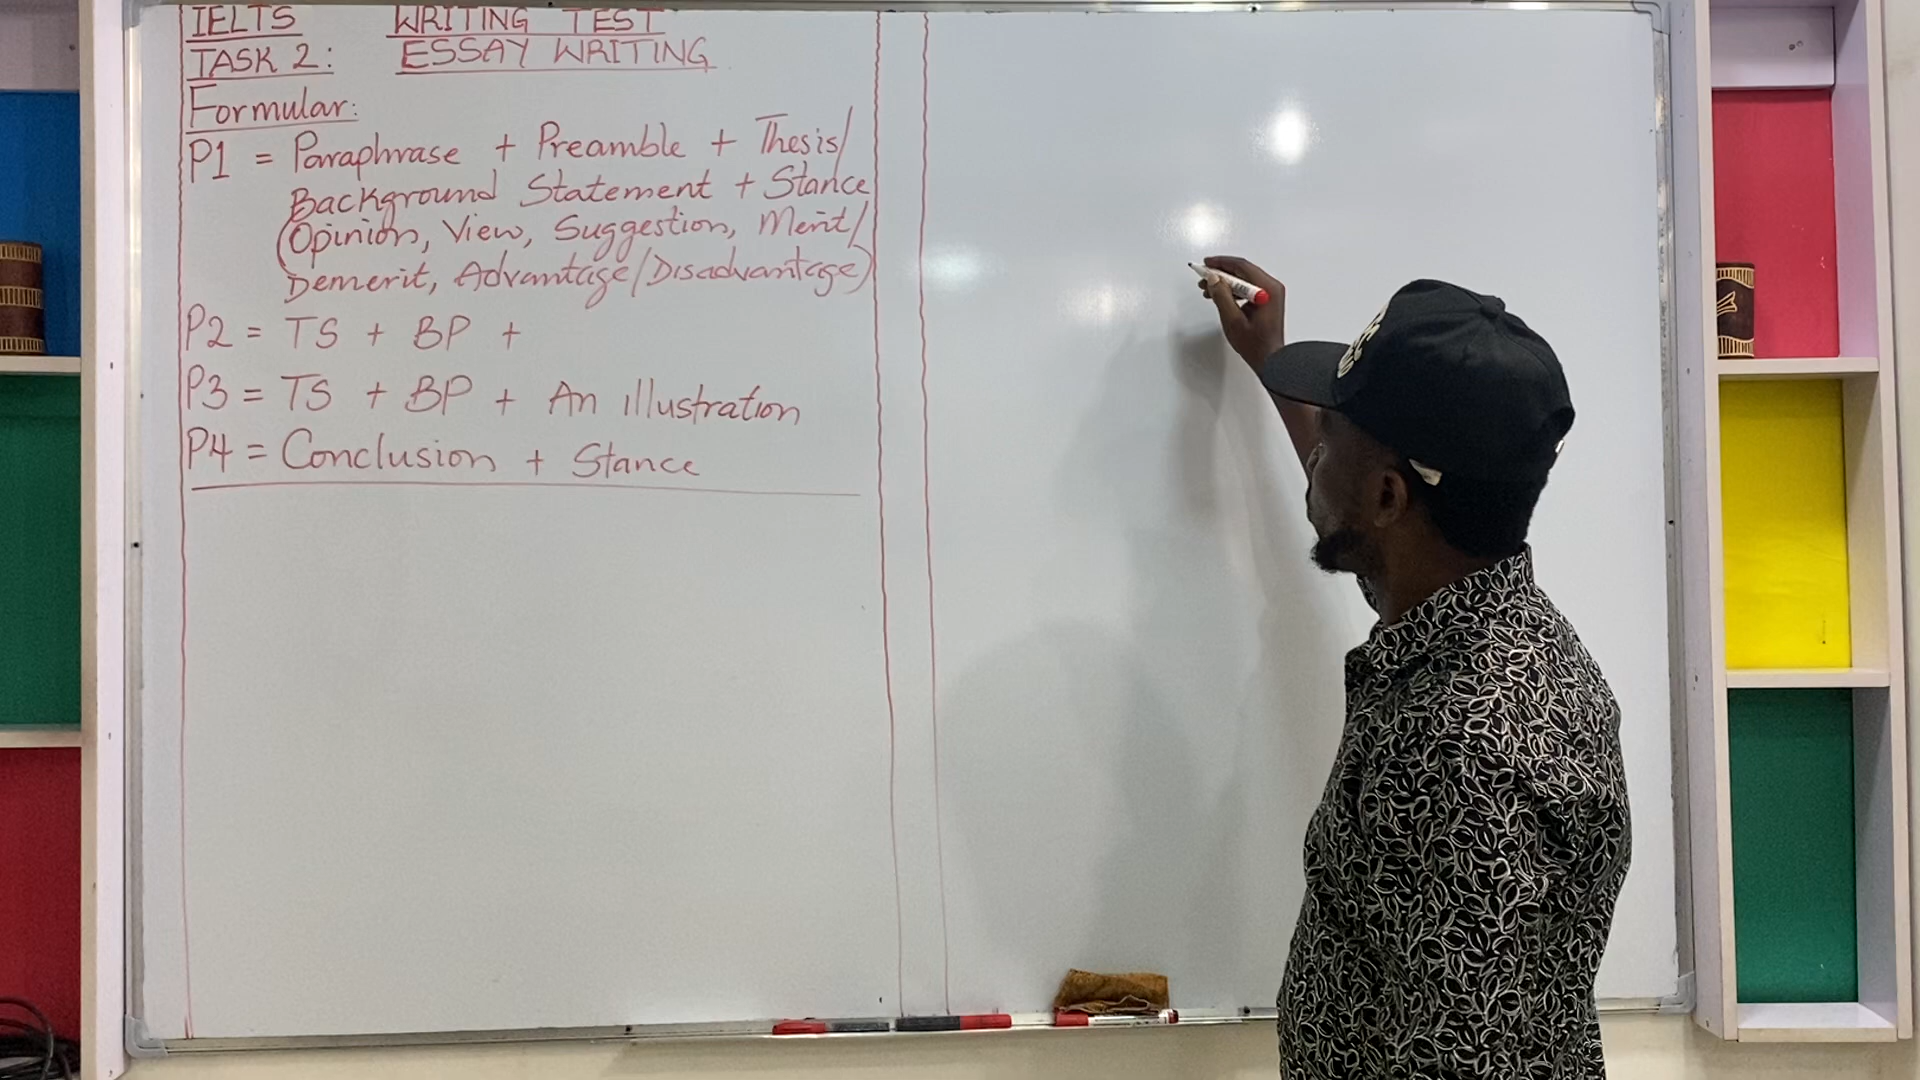 IELTS WRITING TEST
TASK 2: ESSAY WRITING
Formular:
P1 = Paraphrase + Preamble + Thesis/
Background Statement + Stance
(Opinion, View, Suggestion, Merit/
Demerit, Advantage/Disadvantage)
P2 = TS + BP +
P3 = TS + BP + An illustration
P4 = Conclusion + Stance